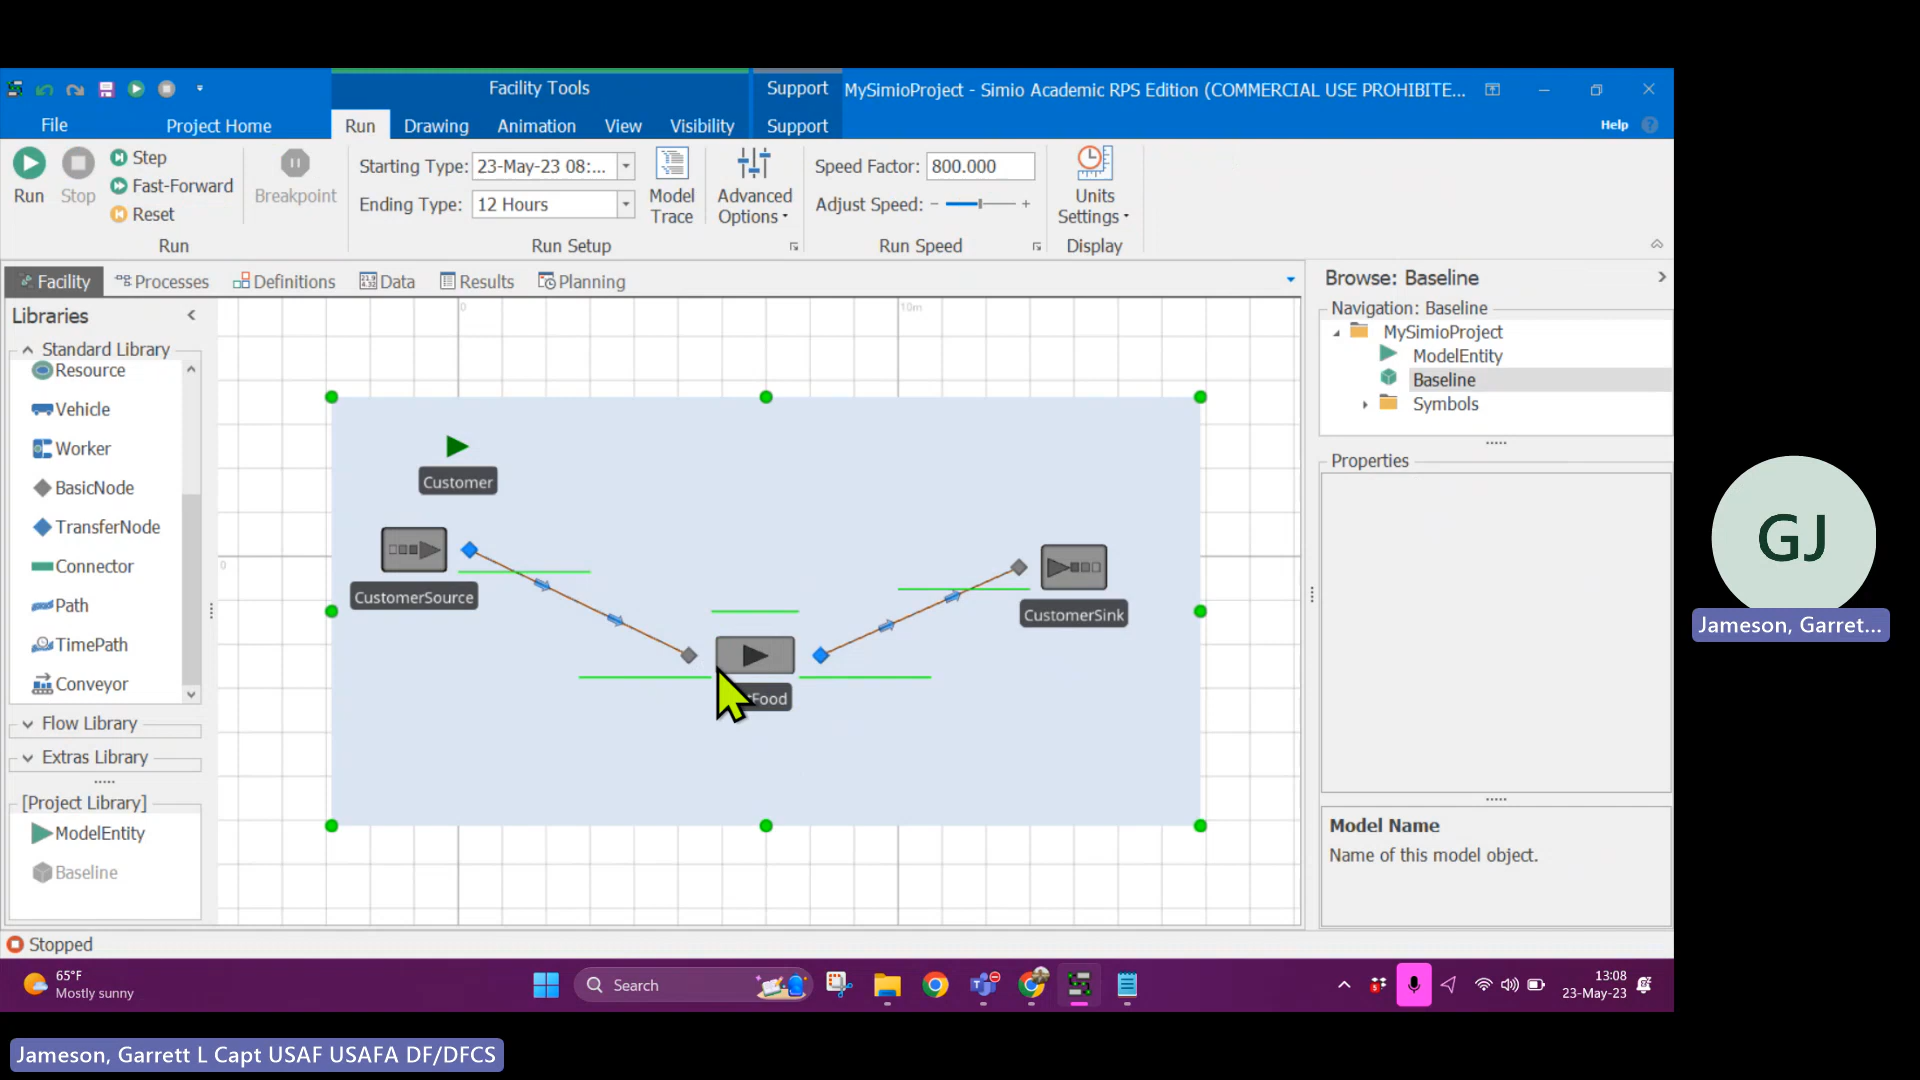 Facility Tools
Support
MySimioProject - Simio Academic RPS Edition (COMMERCIAL USE PROHIBITE...
File
Project Home
Run
Drawing
Animation
View
Visibility
Support
Help
Run
Stop
Step
Fast-Forward
Reset
Run
Breakpoint
Starting Type:
23-May-23 08:...
Ending Type:
12 Hours
Model
Trace
Advanced
Options
Run Setup
Speed Factor:
800.000
Adjust Speed:
Run Speed
Units
Settings
Display
Facility
Processes
Definitions
Data
Results
Planning
Libraries
Standard Library
Resource
Vehicle
Worker
BasicNode
TransferNode
Connector
Path
TimePath
Conveyor
Flow Library
Extras Library
[Project Library]
ModelEntity
Baseline
0
10m
0
Customer
CustomerSource
Food
CustomerSink
Browse: Baseline
Navigation: Baseline
MySimioProject
ModelEntity
Baseline
Symbols
Properties
Model Name
Name of this model object.
Stopped
65°F
Mostly sunny
Search
13:08
23-May-23
GJ
Jameson, Garret...
Jameson, Garrett L Capt USAF USAFA DF/DFCS